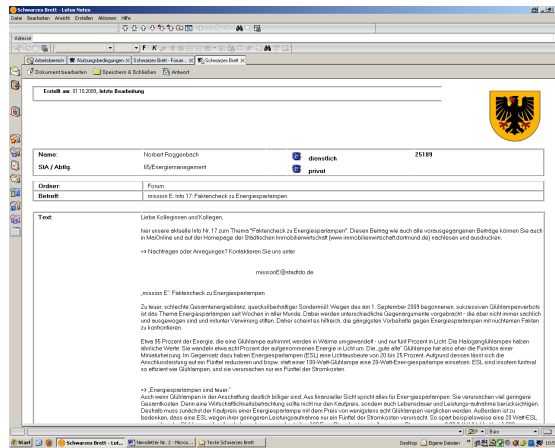 Schwarzes Brett - Lotus Notes
Datei Bearbeiten Ansicht Erstellen Aktionen Hilfe
Adresse
Arbeitsbereich Nutzungsbedingungen Schwarzes Brett - Forum... Schwarzes Brett
Dokument bearbeiten Speichern & Schließen Antwort
Erstellt am: 01.10.2009, letzte Bearbeitung
Name: Norbert Roggenbach dienstlich 25109
StA / Abtlg. 65/Energiemanagement privat
Ordner: Forum
Betreff: mission E: Info 17: Faktencheck zu Energiesparlampen
Text: Liebe Kolleginnen und Kollegen,
hier unsere aktuelle Info Nr. 17 zum Thema "Faktencheck zu Energiesparlampen". Diesen Beitrag wie auch alle vorausgegangenen Beiträge können Sie auch
in MaiOnline und auf der Homepage der Städtischen Immobilienwirtschaft (www.immobilienwirtschaft.dortmund.de) nachlesen und ausdrucken.
=> Nachfragen oder Anregungen? Kontaktieren Sie uns unter
missionE@stadtdo.de
„mission E“: Faktencheck zu Energiesparlampen
Zu teuer, schlechte Gesamtenergiebilanz, quecksilberhaltiger Sondermüll: Wegen des am 1. September 2009 begonnenen, sukzessiven Glühlampenverbots
ist das Thema Energiesparlampen seit Wochen in aller Munde. Dabei werden unterschiedliche Gegenargumente vorgebracht - die aber nicht immer sachlich
und ausgewogen sind und mitunter Verwirrung stiften. Daher scheint es hilfreich, die gängigsten Vorbehalte gegen Energiesparlampen mit nüchternen Fakten
zu konfrontieren.
Etwa 95 Prozent der Energie, die eine Glühlampe aufnimmt, werden in Wärme umgewandelt - und nur fünf Prozent in Licht. Die Halogenglühlampen haben
ähnliche Werte: Sie wandeln etwa acht Prozent der aufgenommenen Energie in Licht um. Die „gute alte“ Glühlampe hat also eher die Funktion einer
Miniaturheizung. Im Gegensatz dazu haben Energiesparlampen (ESL) eine Lichtausbeute von 20 bis 25 Prozent. Aufgrund dessen lässt sich die
Anschlussleistung auf ein Fünftel reduzieren und bspw. statt einer 100-Watt-Glühlampe eine 20-Watt-Energiesparlampe einsetzen. ESL sind insofern fünfmal
so effizient wie Glühlampen, und sie verursachen nur ein Fünftel der Stromkosten.
=> „Energiesparlampen sind teuer.“
Auch wenn Glühlampen in der Anschaffung deutlich billiger sind: Aus finanzieller Sicht spricht alles für Energiesparlampen: Sie verursachen viel geringere
Gesamtkosten. Denn eine Wirtschaftlichkeitsbetrachtung sollte nicht nur den Kaufpreis, sondern auch Lebensdauer und Leistungsaufnahme berücksichtigen.
Deshalb muss zunächst der Kaufpreis einer Energiesparlampe mit dem Preis von wenigstens acht Glühlampen verglichen werden. Außerdem ist zu
bedenken, dass eine ESL wegen ihrer geringeren Leistungsaufnahme nur ein Fünftel der Stromkosten verursacht. So spart beispielsweise eine 20 Watt-ESL
Büro
Start Schwarzes Brett - Lot... Newsletter Nr. 2 - Micros... Texte Schwarzes Brett Desktop Eigene Dateien